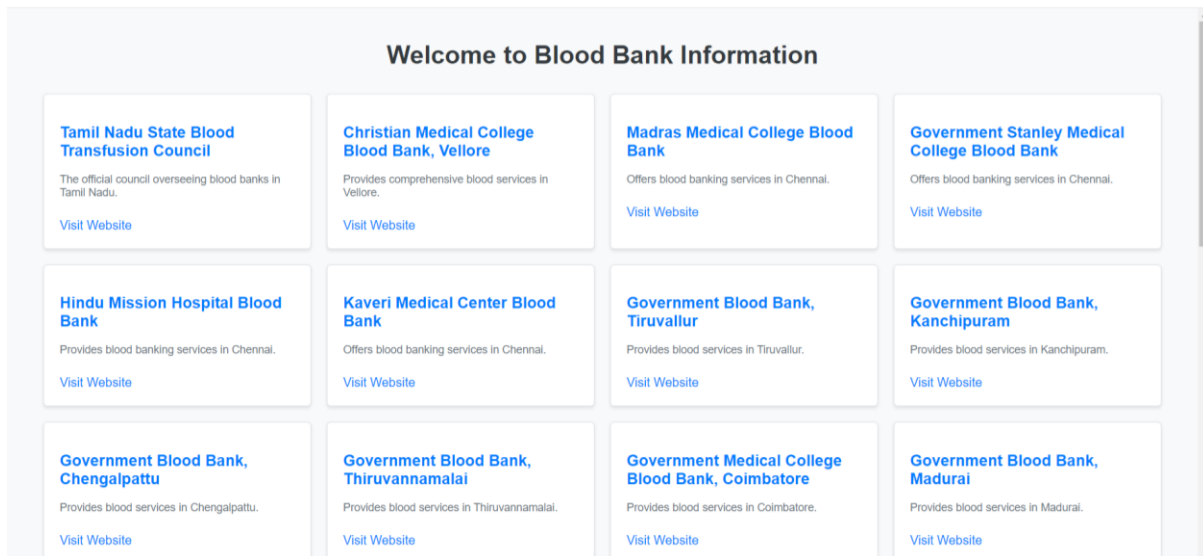 Welcome to Blood Bank Information
Tamil Nadu State Blood
Transfusion Council
The official council overseeing blood banks in
Tamil Nadu.
Visit Website
Christian Medical College
Blood Bank, Vellore
Provides comprehensive blood services in
Vellore.
Visit Website
Madras Medical College Blood
Bank
Offers blood banking services in Chennai.
Visit Website
Government Stanley Medical
College Blood Bank
Offers blood banking services in Chennai.
Visit Website
Hindu Mission Hospital Blood
Bank
Provides blood banking services in Chennai.
Visit Website
Kaveri Medical Center Blood
Bank
Offers blood banking services in Chennai.
Visit Website
Government Blood Bank,
Tiruvallur
Provides blood services in Tiruvallur.
Visit Website
Government Blood Bank,
Kanchipuram
Provides blood services in Kanchipuram.
Visit Website
Government Blood Bank,
Chengalpattu
Provides blood services in Chengalpattu.
Visit Website
Government Blood Bank,
Thiruvannamalai
Provides blood services in Thiruvannamalai.
Visit Website
Government Medical College
Blood Bank, Coimbatore
Provides blood services in Coimbatore.
Visit Website
Government Blood Bank,
Madurai
Provides blood services in Madurai.
Visit Website